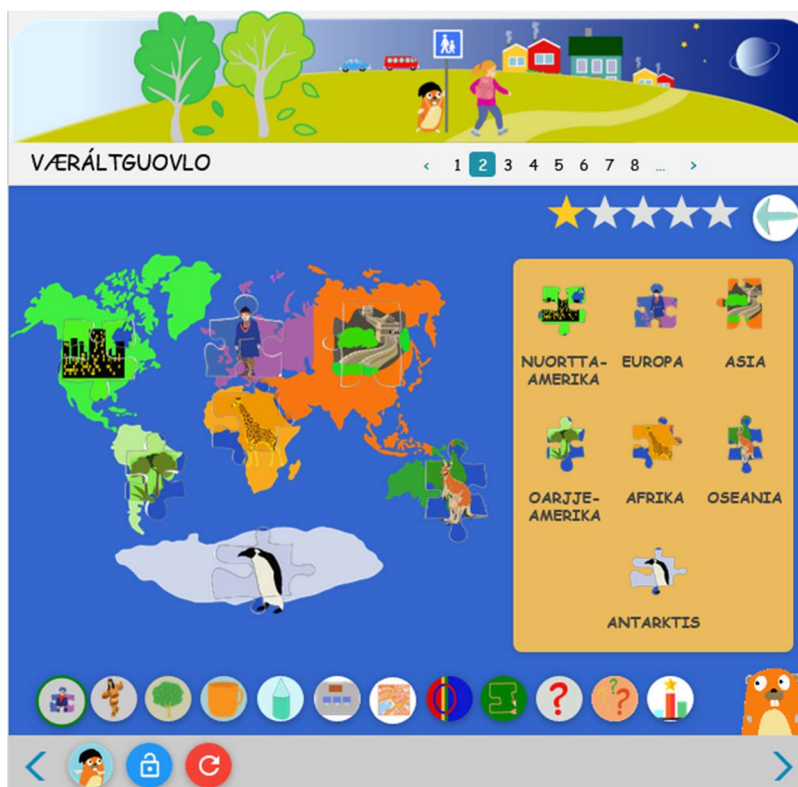 VÆRÁLTGUOVLO
‹ 1 2 3 4 5 6 7 8 ... ›
NUORTTA-
AMERIKA
EUROPA
ASIA
OARJJE-
AMERIKA
AFRIKA
OSEANIA
ANTARKTIS
? ? ?